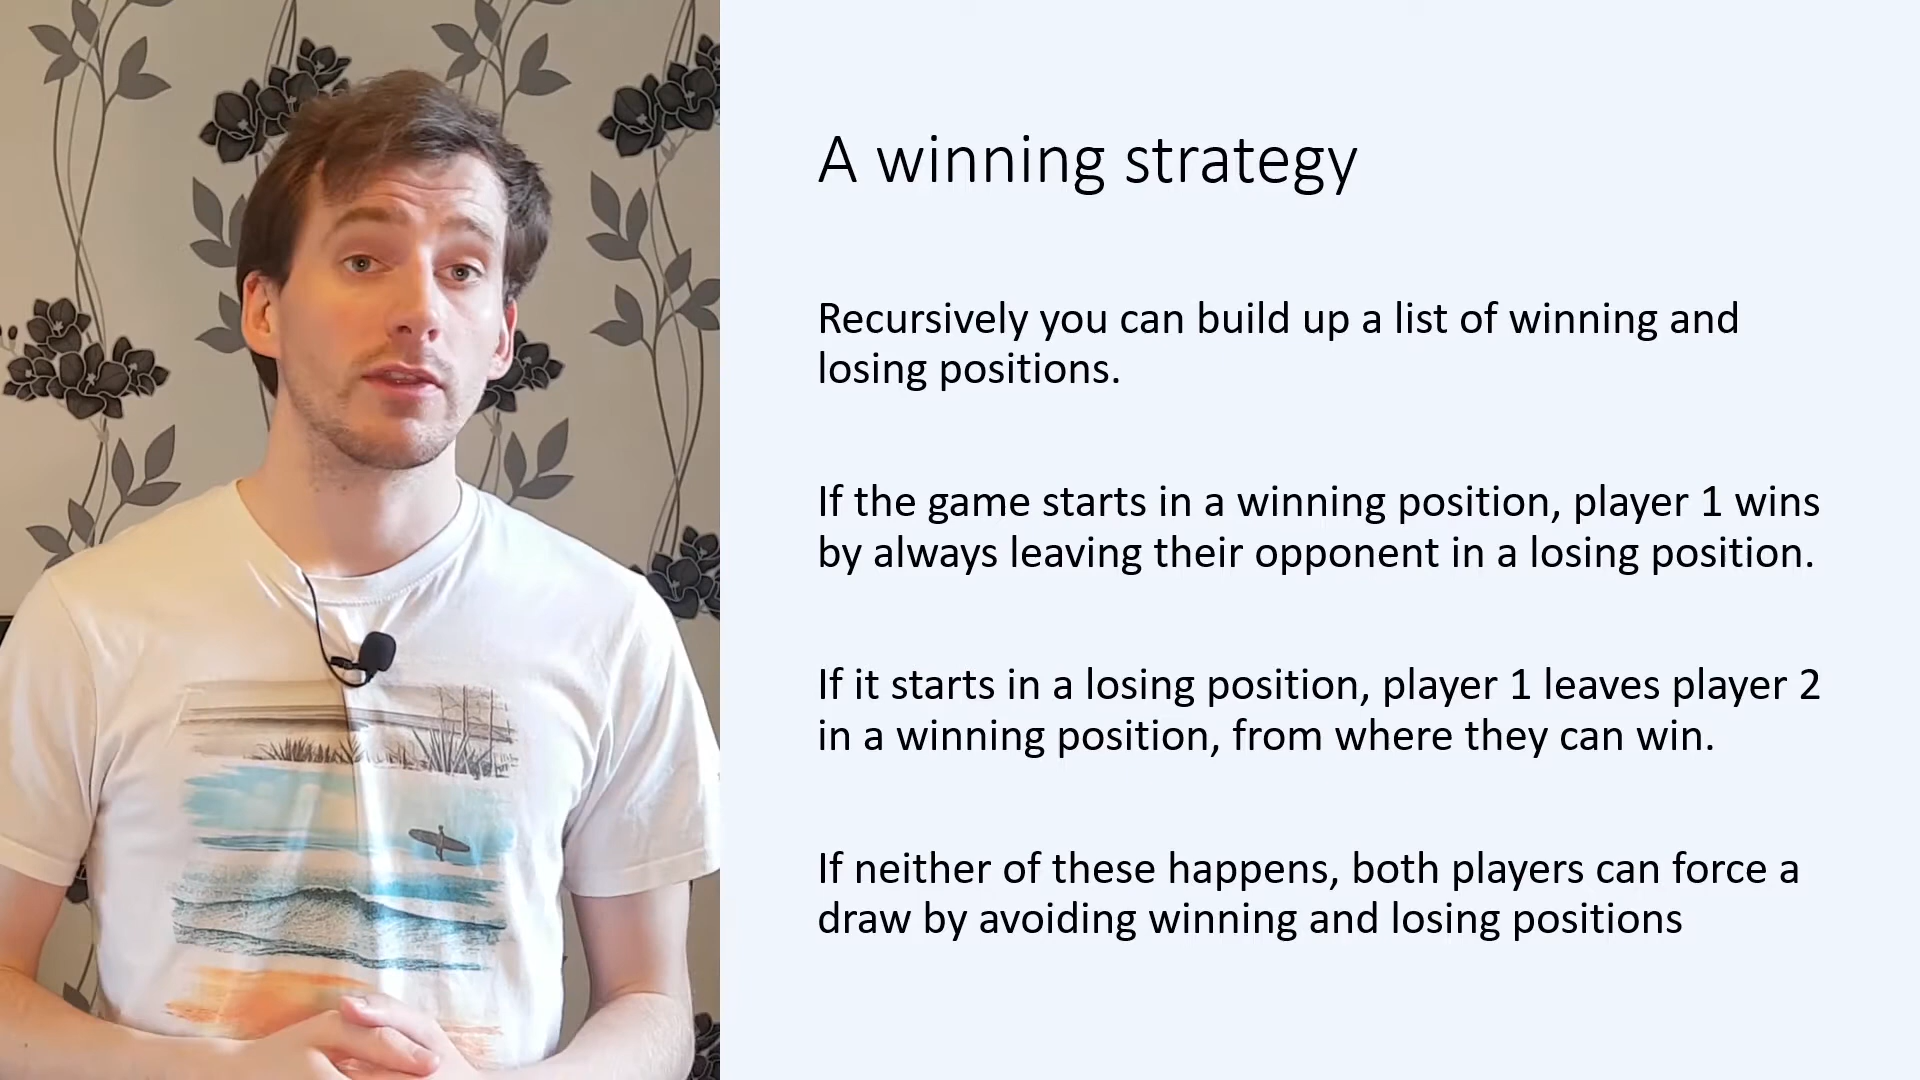 A winning strategy
Recursively you can build up a list of winning and
losing positions.
If the game starts in a winning position, player 1 wins
by always leaving their opponent in a losing position.
If it starts in a losing position, player 1 leaves player 2
in a winning position, from where they can win.
If neither of these happens, both players can force a
draw by avoiding winning and losing positions